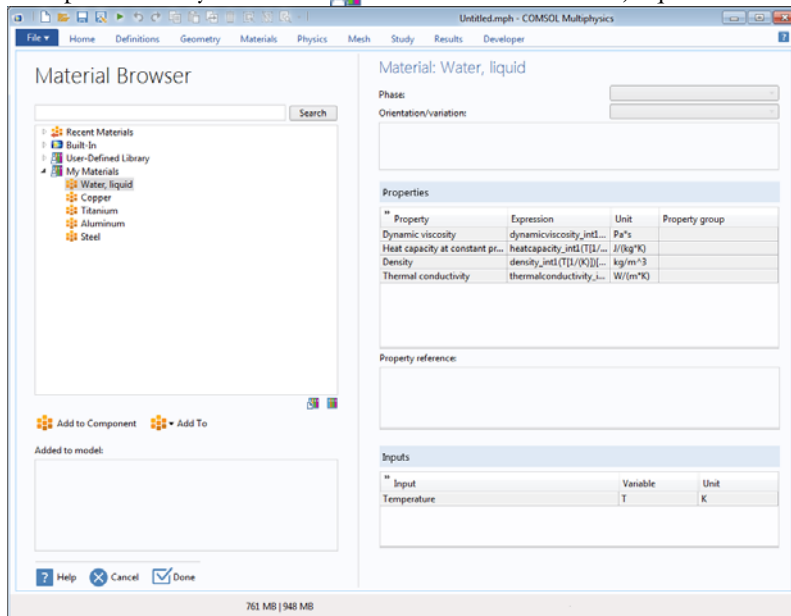 Untitled.mph - COMSOL Multiphysics
File Home Definitions Geometry Materials Physics Mesh Study Results Developer
Material Browser
Search
Recent Materials
Built-In
User-Defined Library
My Materials
Water, liquid
Copper
Titanium
Aluminum
Steel
Add to Component Add To
Added to model:
Help Cancel Done
Material: Water, liquid
Phase:
Orientation/variation:
Properties
Property Expression Unit Property group
Dynamic viscosity dynamicviscosity_int1... Pa*s
Heat capacity at constant pr... heatcapacity_int1(T[1/... J/(kg*K)
Density density_int1(T[1/(K)])[... kg/m^3
Thermal conductivity thermalconductivity_i... W/(m*K)
Property reference:
Inputs
Input Variable Unit
Temperature T K
761 MB | 948 MB